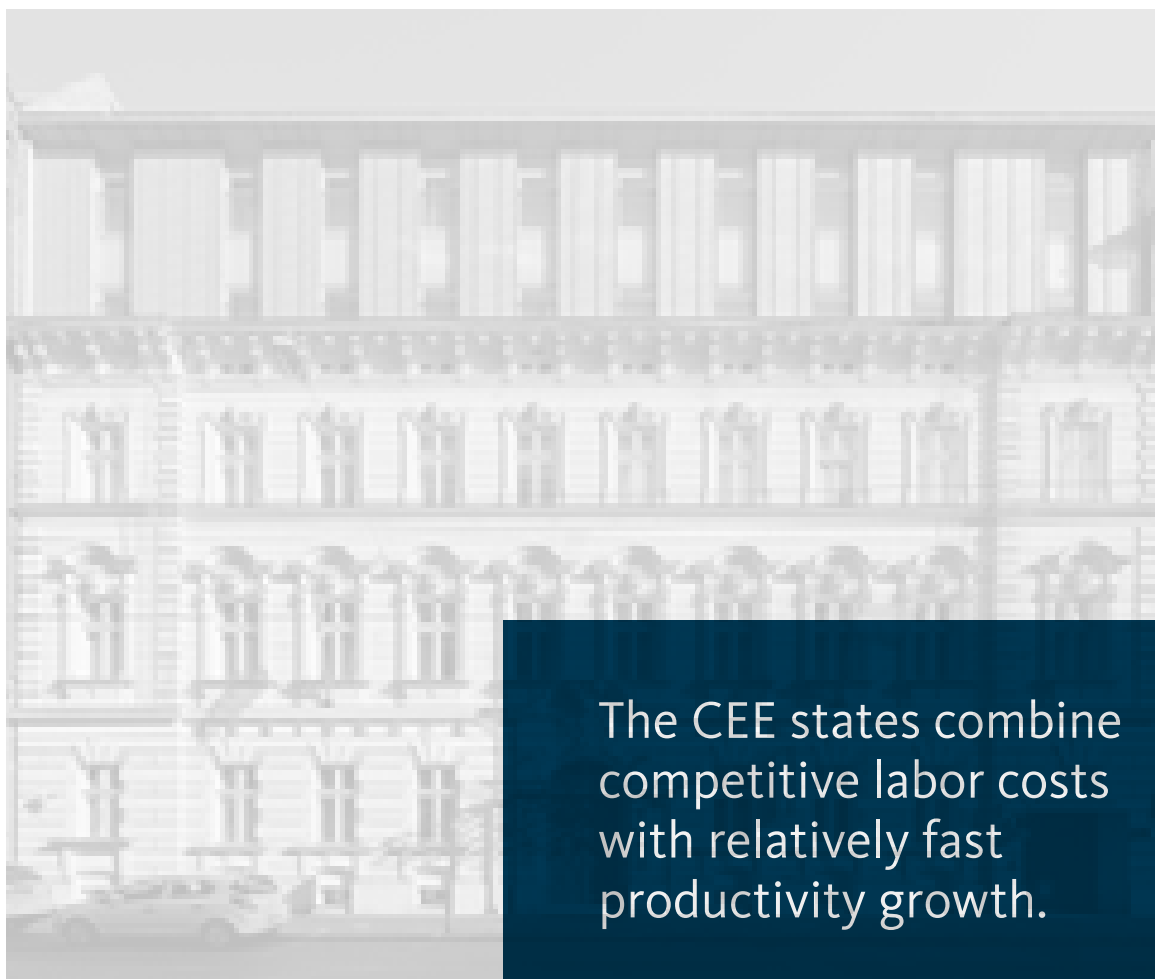 The CEE states combine
competitive labor costs
with relatively fast
productivity growth.